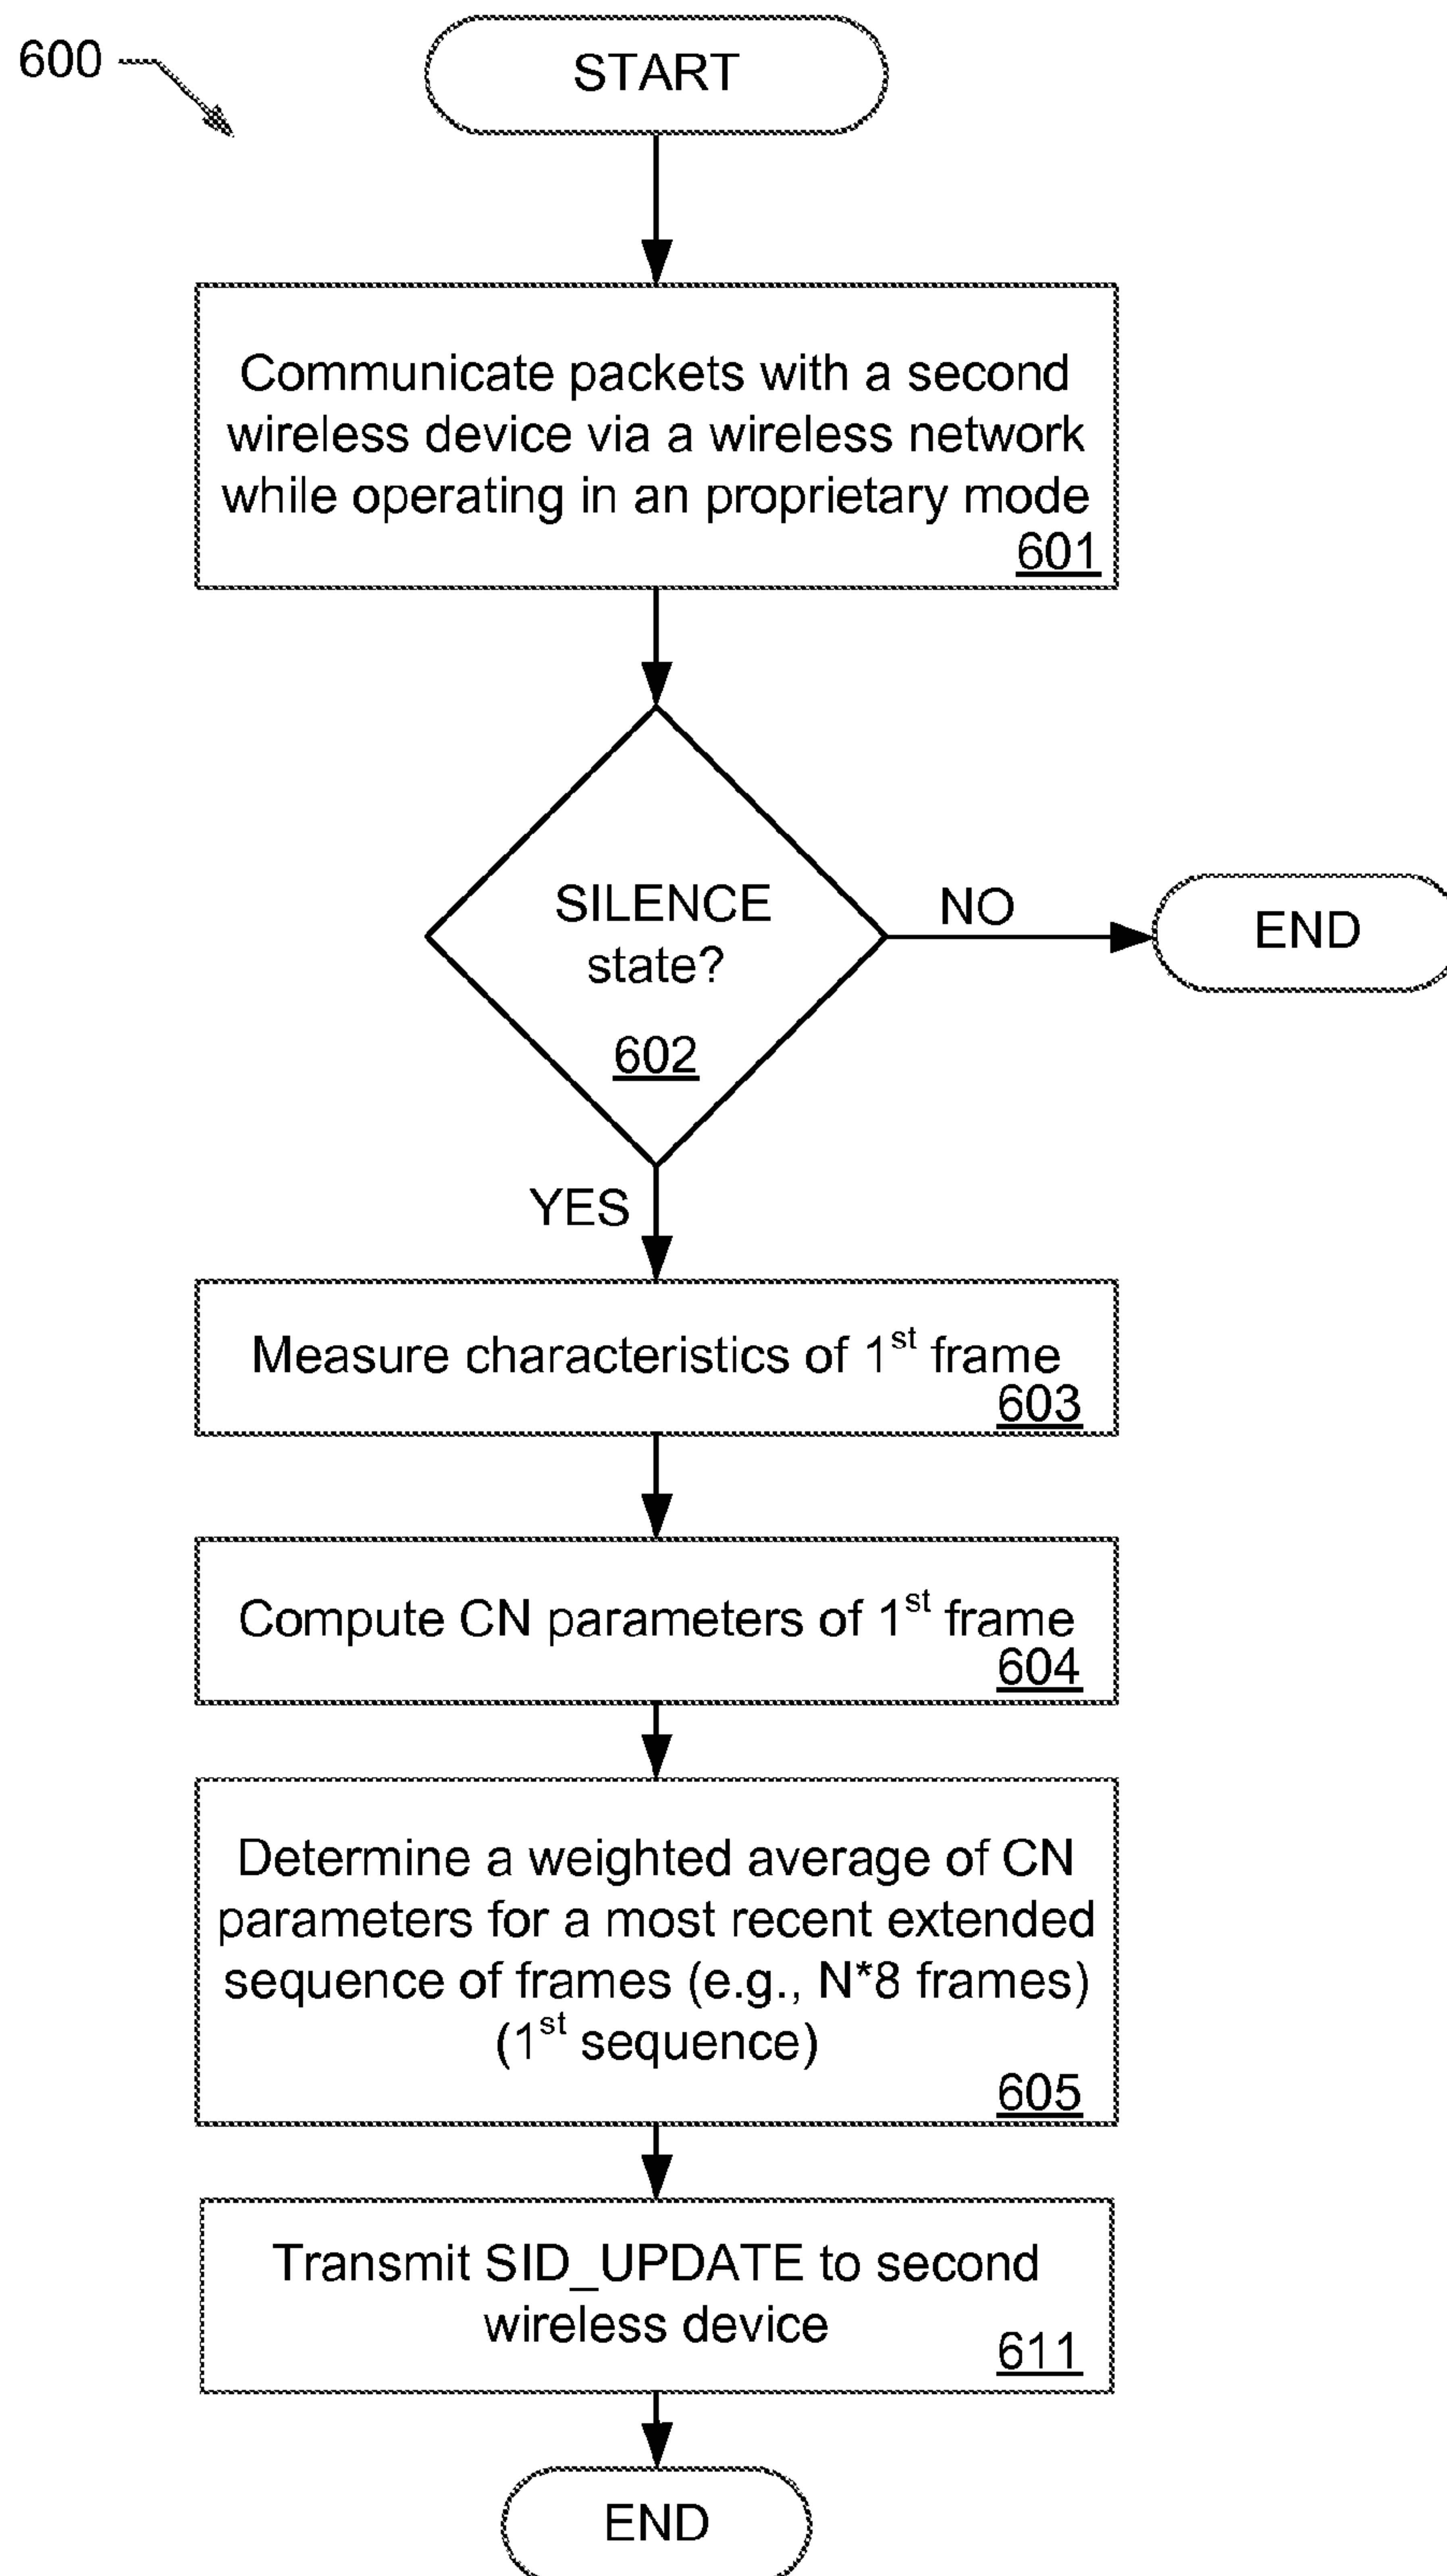 600
START
Communicate packets with a second
wireless device via a wireless network
while operating in an proprietary mode
601
SILENCE
state?
602
NO
END
YES
Measure characteristics of 1st frame
603
Compute CN parameters of 1st frame
604
Determine a weighted average of CN
parameters for a most recent extended
sequence of frames (e.g., N*8 frames)
(1st sequence)
605
Transmit SID_UPDATE to second
wireless device
611
END